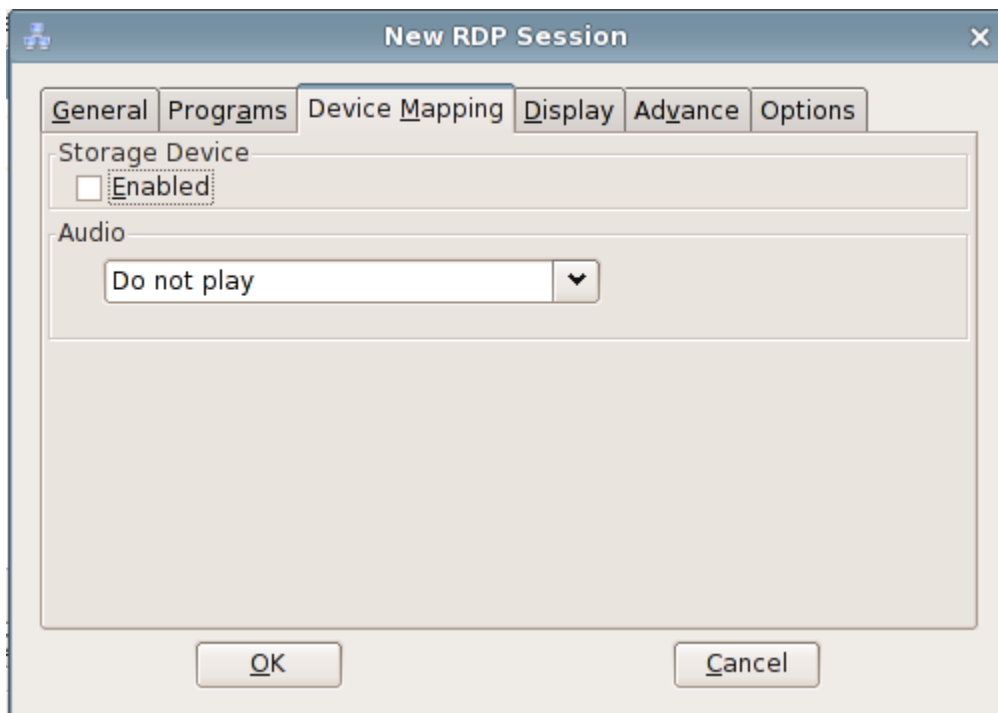 New RDP Session
General Programs Device Mapping Display Advance Options
Storage Device
Enabled
Audio
Do not play
OK Cancel